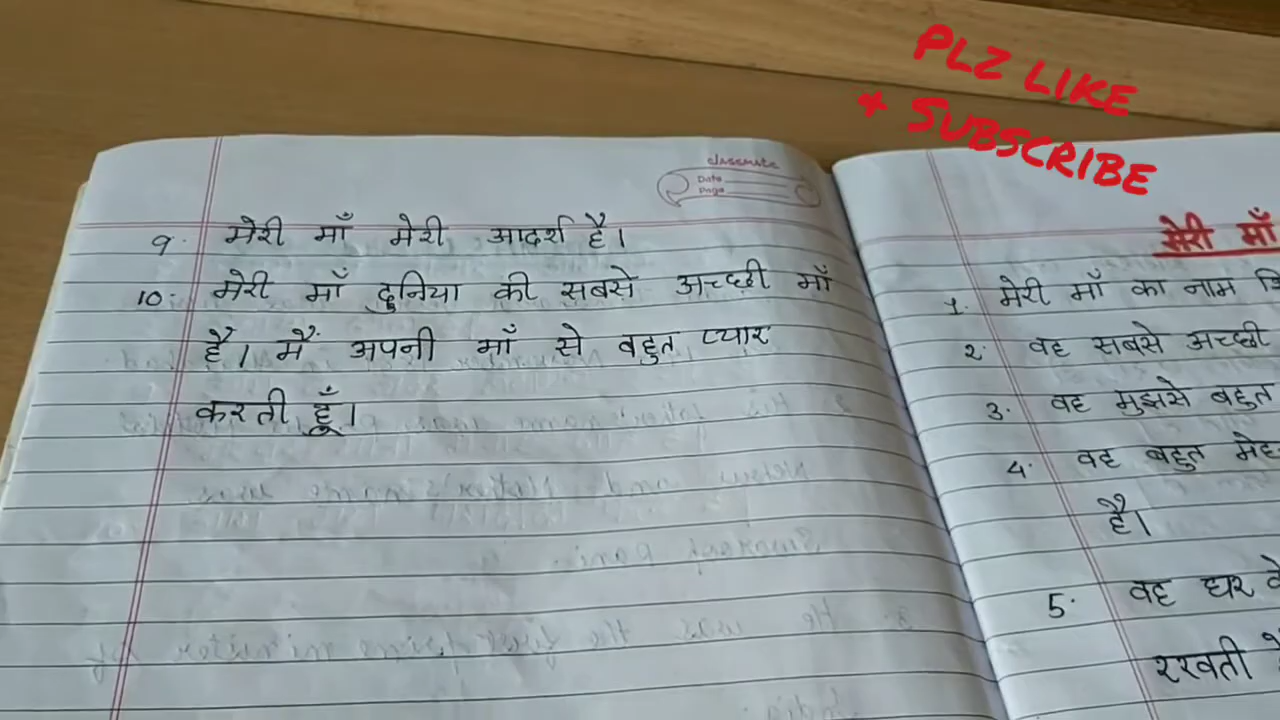 PLZ LIKE
+ SUBSCRIBE
classmate
Date
Page
9. मेरी माँ मेरी आदर्श है।
10. मेरी माँ दुनिया की सबसे अच्छी माँ
है। मैं अपनी माँ से बहुत प्यार
करती हूँ।
मेरी माँ
1. मेरी माँ का नाम
2. वह सबसे अच्छी
3. वह मुझसे बहुत
4. वह बहुत
है।
5. वह घर
रखती